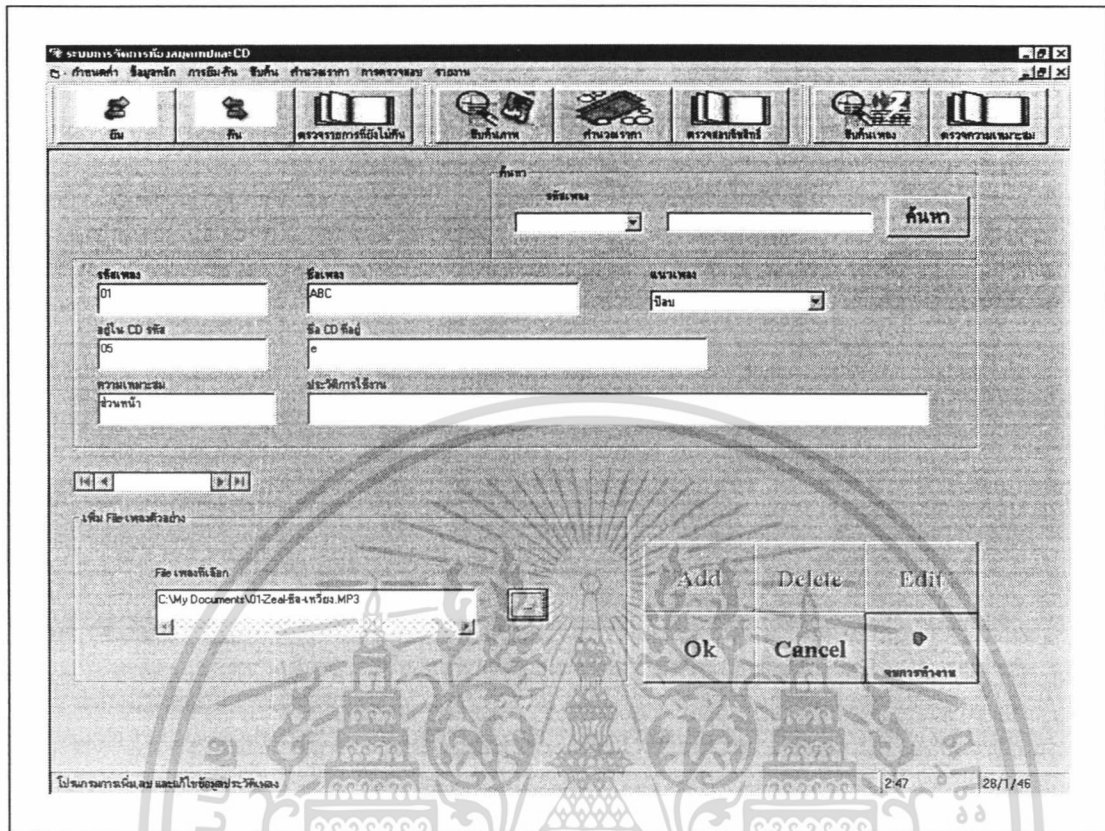 ระบบการจัดการห้องสมุดเทปและCD
กำหนดค่า ข้อมูลหลัก การยืม-คืน สืบค้น คำนวณราคา การตรวจสอบ รายงาน
ยืม คืน ตรวจรายการที่ยังไม่คืน สืบค้นภาพ คำนวณราคา ตรวจสอบลิขสิทธิ์ สืบค้นเพลง ตรวจความเหมาะสม
ค้นหา
รหัสเพลง
ค้นหา
รหัสเพลง ชื่อเพลง แนวเพลง
01 ABC ป๊อบ
อยู่ใน CD รหัส ชื่อ CD ที่อยู่
05 e
ความเหมาะสม ประวัติการใช้งาน
ส่วนหน้า
เพิ่ม File เพลงตัวอย่าง
File เพลงที่เลือก
C:\My Documents\01-Zeal-ซีล-เหวี่ยง.MP3
...
Add Delete Edit
Ok Cancel จบการทำงาน
โปรแกรมการเพิ่ม,ลบ และแก้ไขข้อมูลประวัติเพลง 2:47 28/1/46